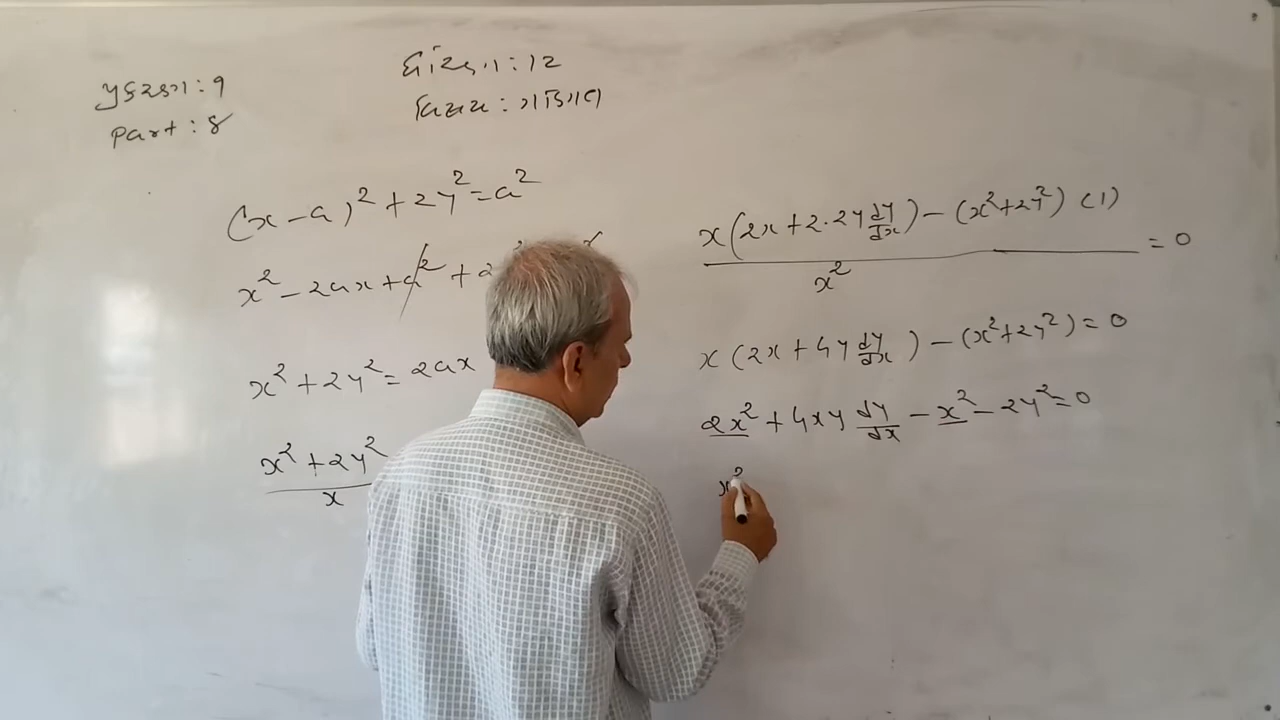 પ્રકરણ : 9
Part : 8
ધોરણ : 12
વિષય : ગણિત
(x - a)² + 2y² = a²
x² - 2ax + a² + 2
x² + 2y² = 2ax
x² + 2y² / x
x(2x + 2·2y dy/dx) - (x² + 2y²) (1) / x² = 0
x(2x + 4y dy/dx) - (x² + 2y²) = 0
2x² + 4xy dy/dx - x² - 2y² = 0
x²